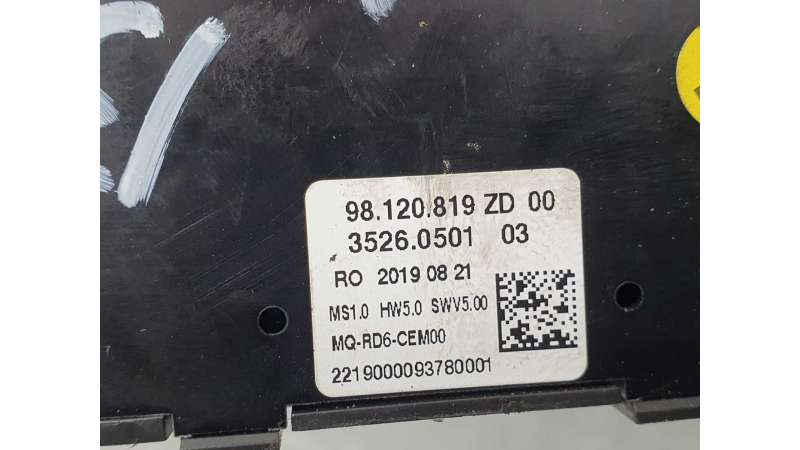 98.120.819 ZD 00
3526.0501 03
RO 2019 08 21
MS1.0 HW5.0 SWV5.00
MQ-RD6-CEM00
2219000093780001